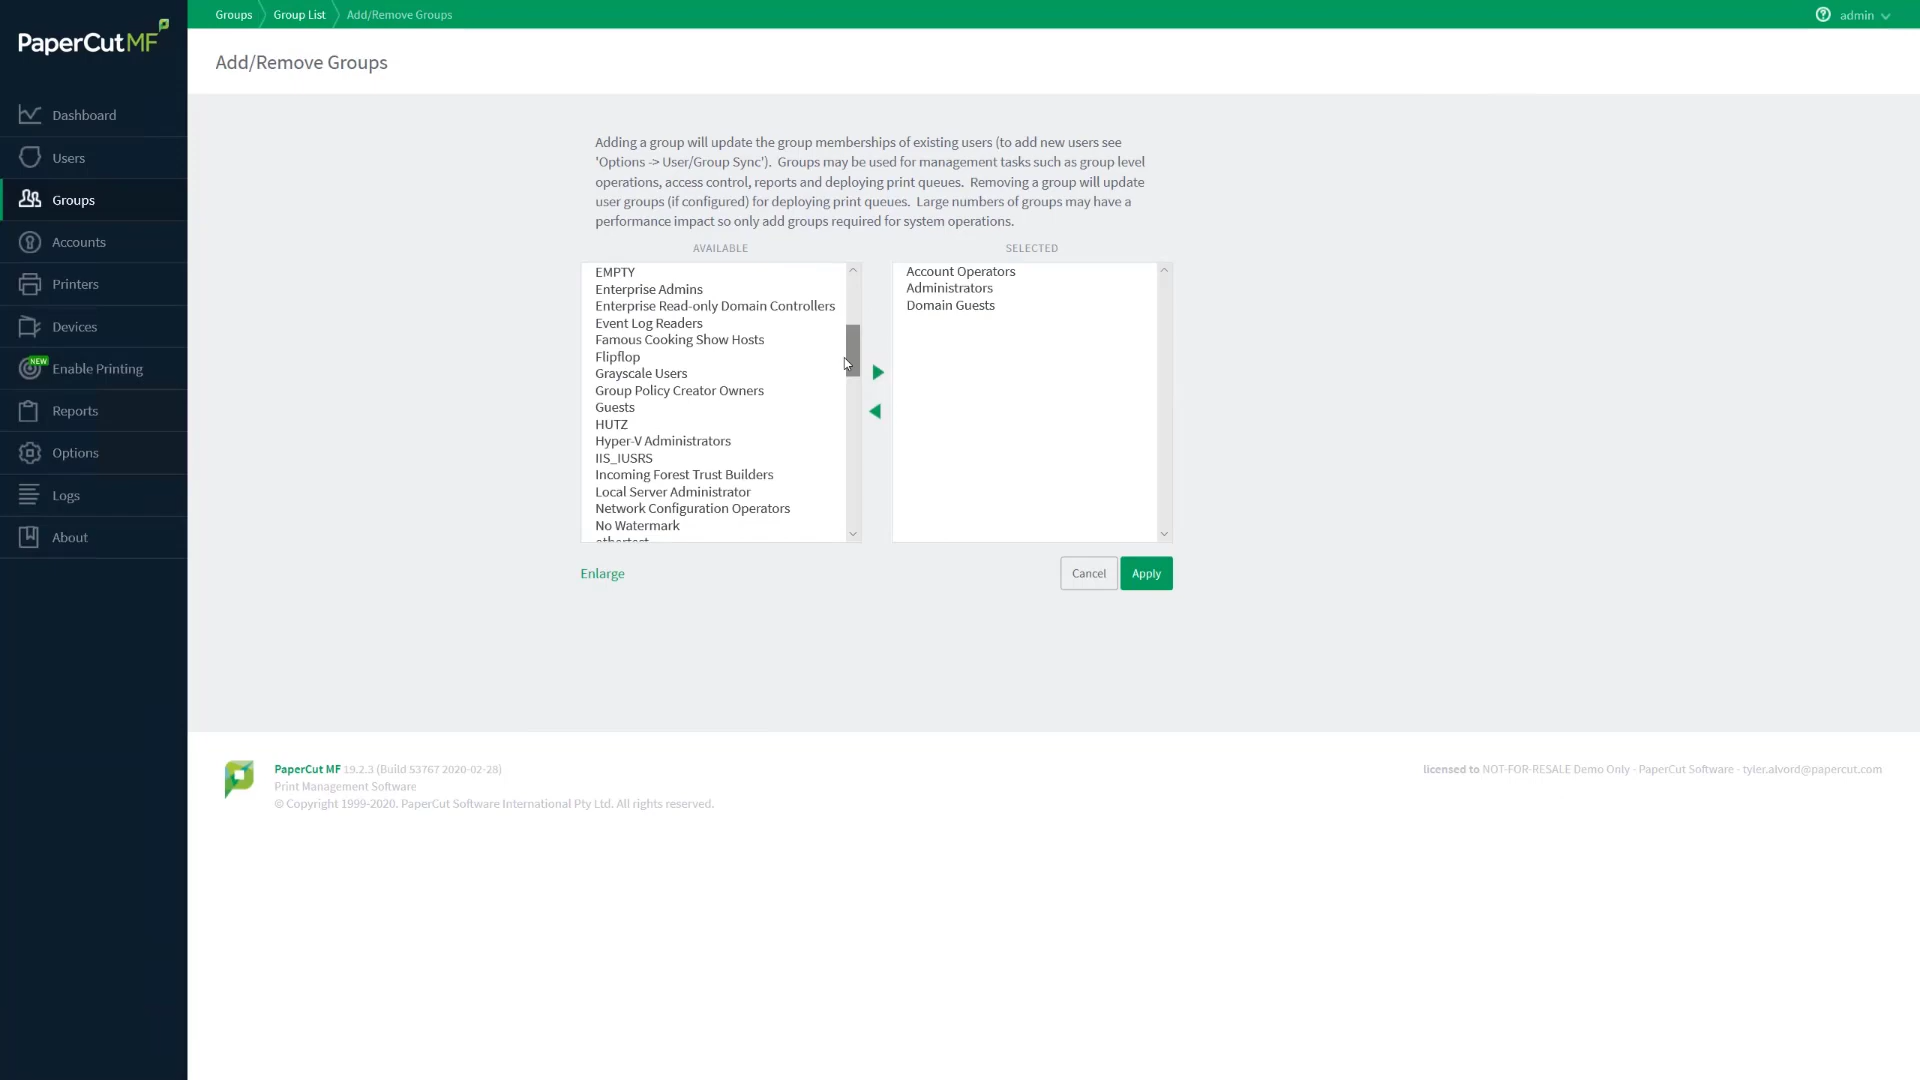 Groups
Group List
Add/Remove Groups
admin
PaperCutMF
Add/Remove Groups
Dashboard
Users
Groups
Accounts
Printers
Devices
NEW
Enable Printing
Reports
Options
Logs
About
Adding a group will update the group memberships of existing users (to add new users see
'Options -> User/Group Sync'). Groups may be used for management tasks such as group level
operations, access control, reports and deploying print queues. Removing a group will update
user groups (if configured) for deploying print queues. Large numbers of groups may have a
performance impact so only add groups required for system operations.
AVAILABLE
EMPTY
Enterprise Admins
Enterprise Read-only Domain Controllers
Event Log Readers
Famous Cooking Show Hosts
Flipflop
Grayscale Users
Group Policy Creator Owners
Guests
HUTZ
Hyper-V Administrators
IIS_IUSRS
Incoming Forest Trust Builders
Local Server Administrator
Network Configuration Operators
No Watermark
SELECTED
Account Operators
Administrators
Domain Guests
Enlarge
Cancel
Apply
PaperCut MF 19.2.3 (Build 53767 2020-02-28)
Print Management Software
© Copyright 1999-2020. PaperCut Software International Pty Ltd. All rights reserved.
licensed to NOT-FOR-RESALE Demo Only - PaperCut Software - tyler.alvord@papercut.com